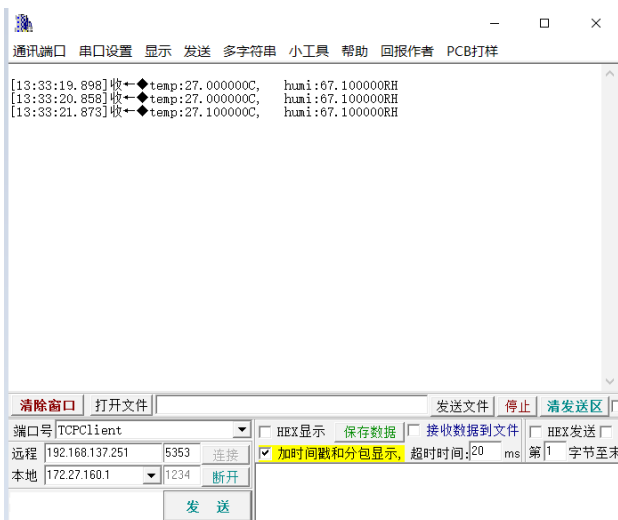 通讯端口 串口设置 显示 发送 多字符串 小工具 帮助 回报作者 PCB打样
[13:33:19.898]收←◆temp:27.000000C, humi:67.100000RH
[13:33:20.858]收←◆temp:27.000000C, humi:67.100000RH
[13:33:21.873]收←◆temp:27.100000C, humi:67.100000RH
清除窗口 打开文件 发送文件 停止 清发送区
端口号 TCPClient HEX显示 保存数据 接收数据到文件 HEX发送
远程 192.168.137.251 5353 连接 加时间戳和分包显示, 超时时间:20 ms 第1 字节至末
本地 172.27.160.1 1234 断开
发 送